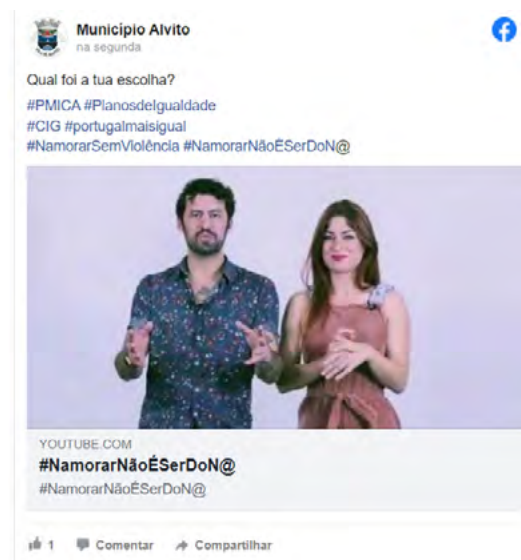 Município Alvito
na segunda
Qual foi a tua escolha?
#PMICA #PlanosdeIgualdade
#CIG #portugalmaisigual
#NamorarSemViolência #NamorarNãoÉSerDoN@
YOUTUBE.COM
#NamorarNãoÉSerDoN@
#NamorarNãoÉSerDoN@
1 Comentar Compartilhar